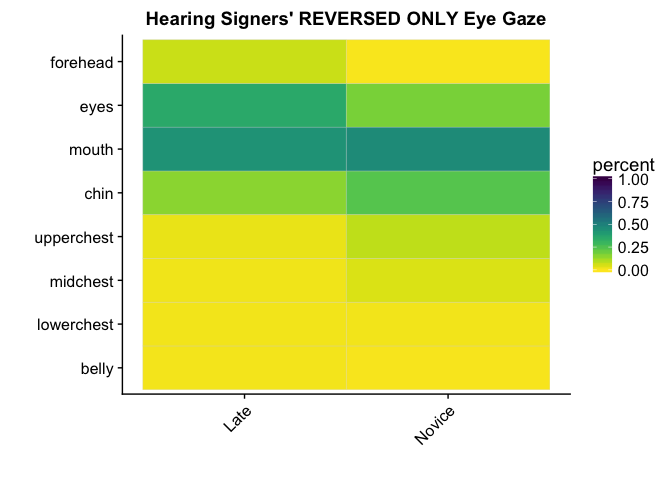 Hearing Signers' REVERSED ONLY Eye Gaze
forehead
eyes
mouth
chin
upperchest
midchest
lowerchest
belly
Late
Novice
percent
1.00
0.75
0.50
0.25
0.00